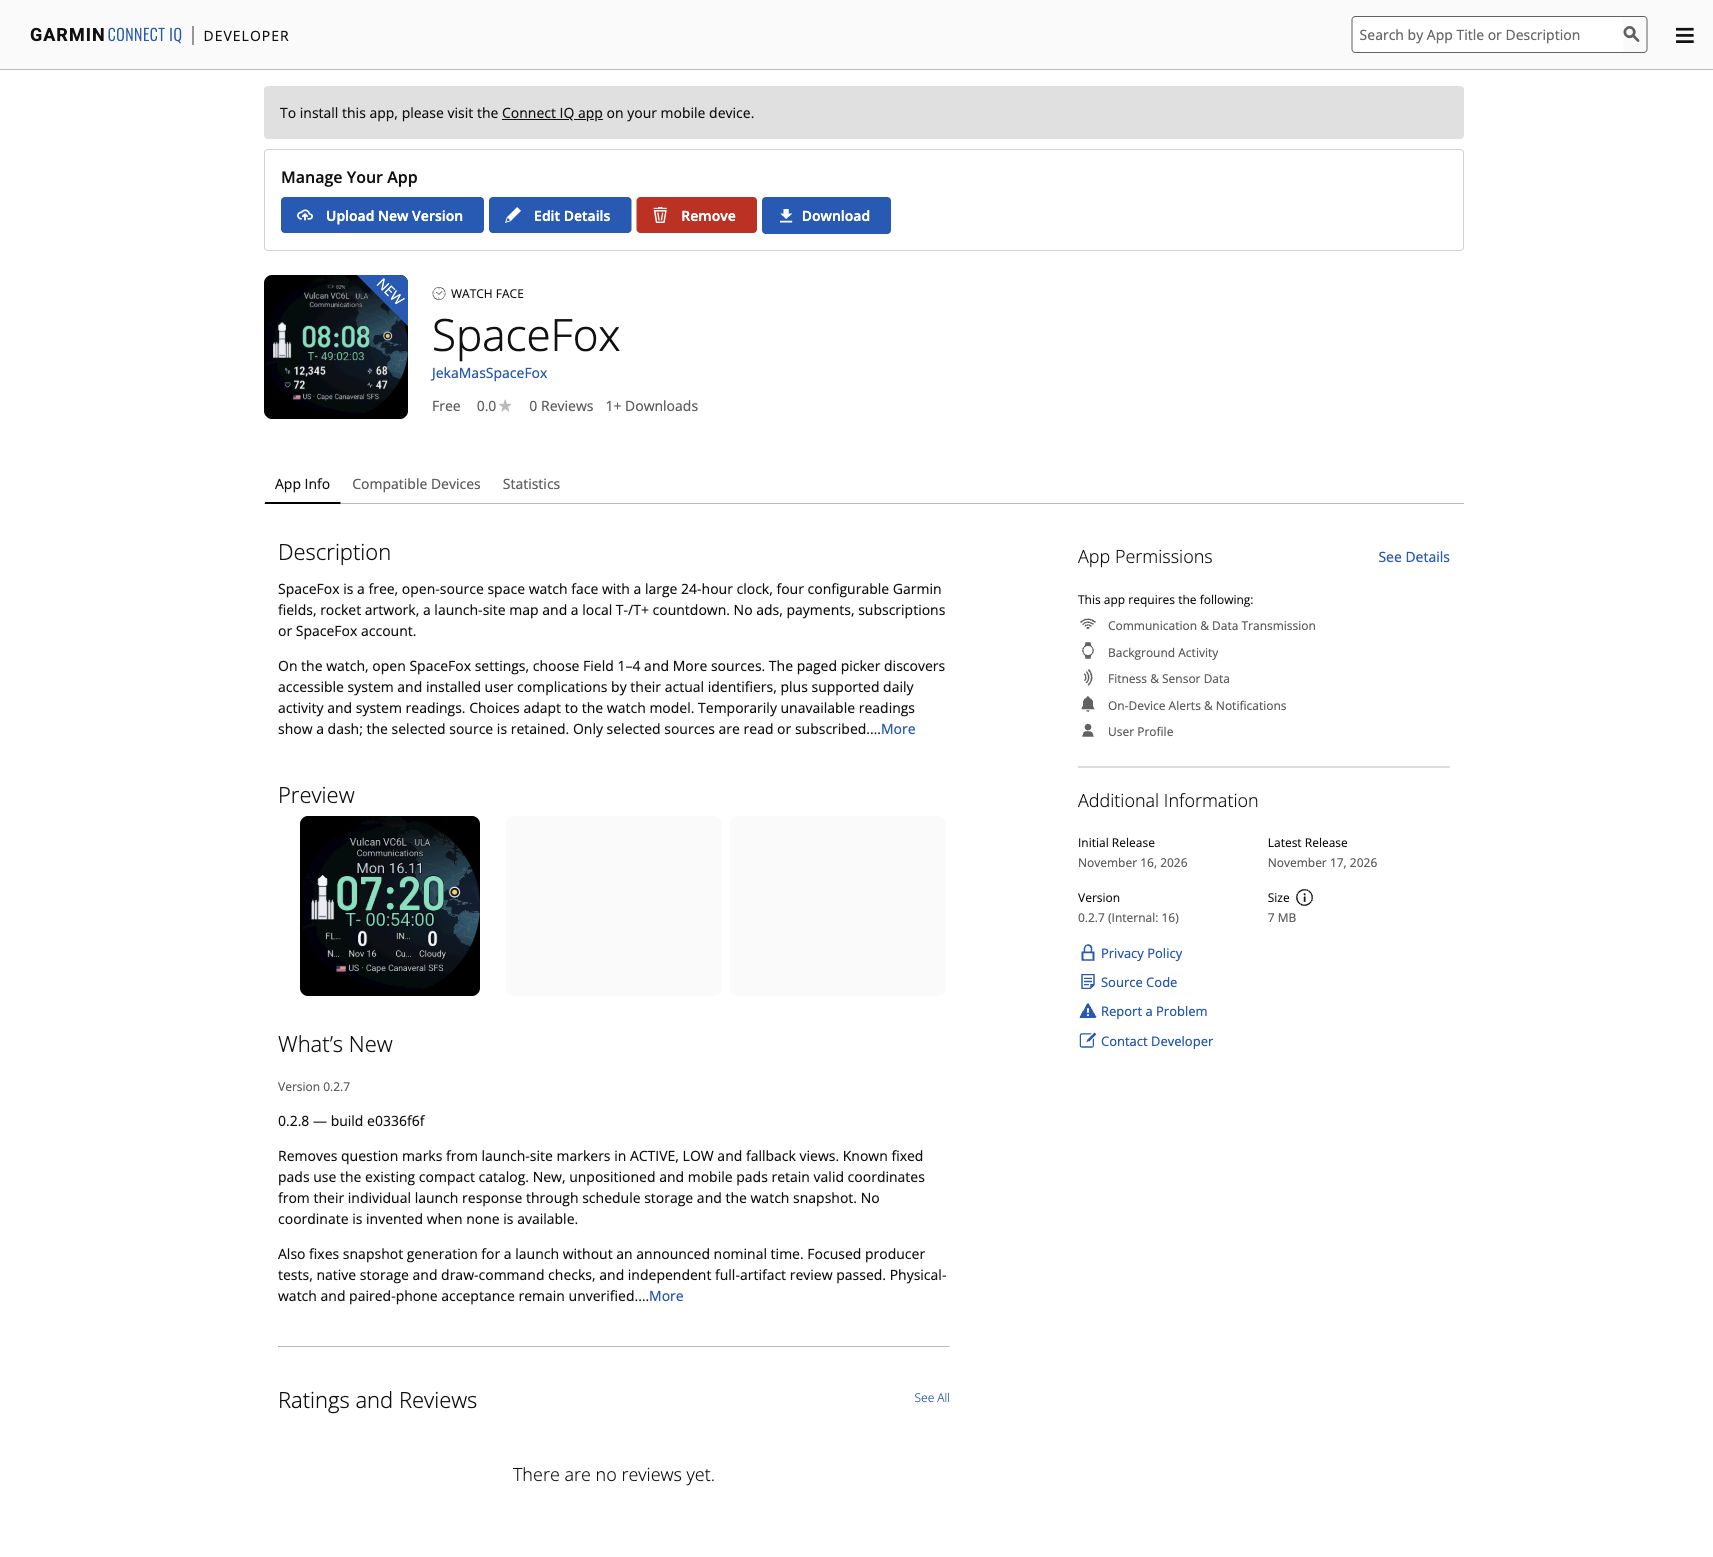 GARMIN CONNECT IQ | DEVELOPER
Search by App Title or Description
To install this app, please visit the Connect IQ app on your mobile device.
Manage Your App
Upload New Version
Edit Details
Remove
Download
NEW
82%
Vulcan VC6L · ULA
Communications
08:08
T- 49:02:03
12,345
68
72
47
US · Cape Canaveral SFS
WATCH FACE
SpaceFox
JekaMasSpaceFox
Free 0.0 0 Reviews 1+ Downloads
App Info
Compatible Devices
Statistics
Description
SpaceFox is a free, open-source space watch face with a large 24-hour clock, four configurable Garmin
fields, rocket artwork, a launch-site map and a local T-/T+ countdown. No ads, payments, subscriptions
or SpaceFox account.
On the watch, open SpaceFox settings, choose Field 1–4 and More sources. The paged picker discovers
accessible system and installed user complications by their actual identifiers, plus supported daily
activity and system readings. Choices adapt to the watch model. Temporarily unavailable readings
show a dash; the selected source is retained. Only selected sources are read or subscribed....More
Preview
Vulcan VC6L · ULA
Communications
Mon 16.11
07:20
T- 00:54:00
FL... 0 IN... 0
N... Nov 16 Cu... Cloudy
US · Cape Canaveral SFS
What's New
Version 0.2.7
0.2.8 — build e0336f6f
Removes question marks from launch-site markers in ACTIVE, LOW and fallback views. Known fixed
pads use the existing compact catalog. New, unpositioned and mobile pads retain valid coordinates
from their individual launch response through schedule storage and the watch snapshot. No
coordinate is invented when none is available.
Also fixes snapshot generation for a launch without an announced nominal time. Focused producer
tests, native storage and draw-command checks, and independent full-artifact review passed. Physical-
watch and paired-phone acceptance remain unverified....More
Ratings and Reviews
See All
There are no reviews yet.
App Permissions
See Details
This app requires the following:
Communication & Data Transmission
Background Activity
Fitness & Sensor Data
On-Device Alerts & Notifications
User Profile
Additional Information
Initial Release
November 16, 2026
Latest Release
November 17, 2026
Version
0.2.7 (Internal: 16)
Size
7 MB
Privacy Policy
Source Code
Report a Problem
Contact Developer